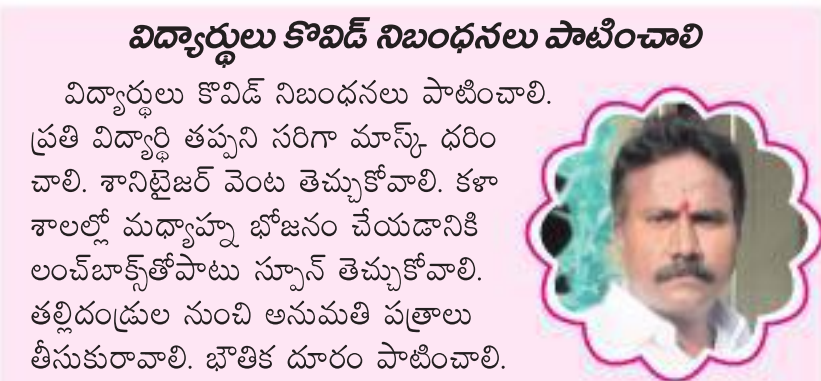 విద్యార్థులు కొవిడ్ నిబంధనలు పాటించాలి
విద్యార్థులు కొవిడ్ నిబంధనలు పాటించాలి.
ప్రతి విద్యార్థి తప్పని సరిగా మాస్క్ ధరిం
చాలి. శానిటైజర్ వెంట తెచ్చుకోవాలి. కళా
శాలల్లో మధ్యాహ్న భోజనం చేయడానికి
లంచ్‌బాక్స్‌తోపాటు స్పూన్ తెచ్చుకోవాలి.
తల్లిదండ్రుల నుంచి అనుమతి పత్రాలు
తీసుకురావాలి. భౌతిక దూరం పాటించాలి.